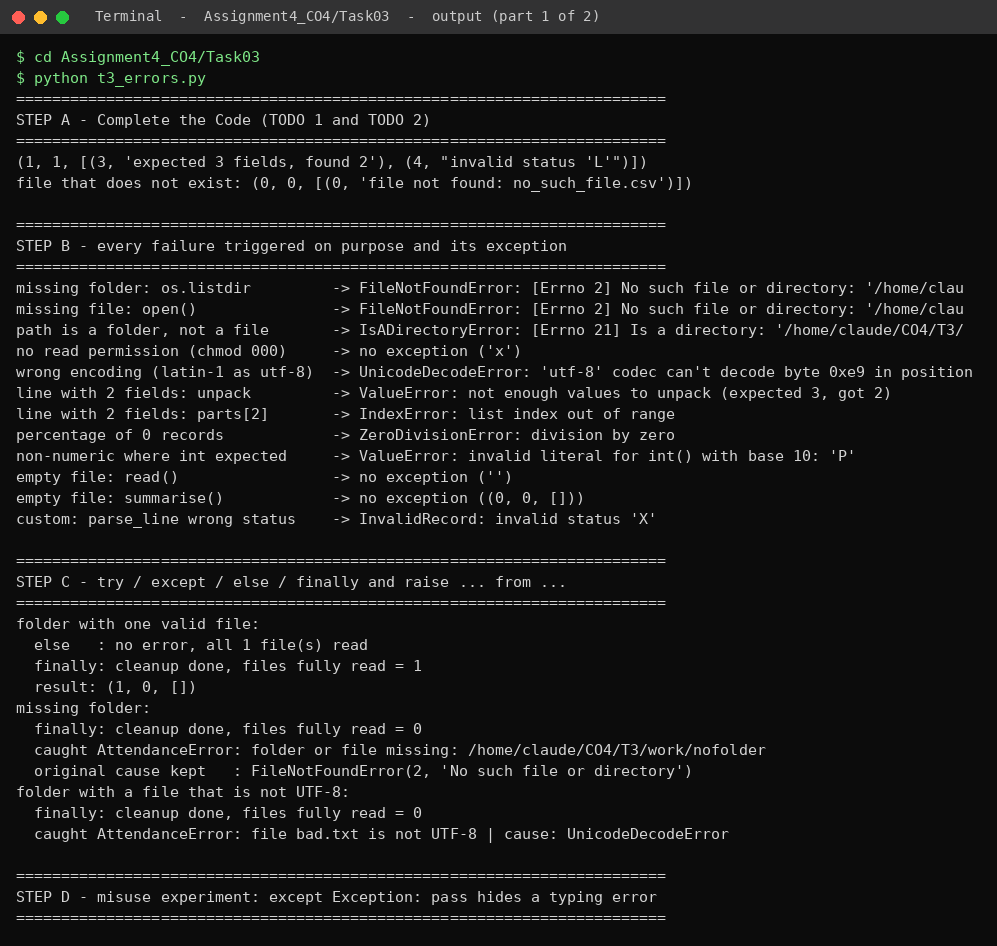 Terminal  -  Assignment4_CO4/Task03  -  output (part 1 of 2)
$ cd Assignment4_CO4/Task03
$ python t3_errors.py
========================================================================
STEP A - Complete the Code (TODO 1 and TODO 2)
========================================================================
(1, 1, [(3, 'expected 3 fields, found 2'), (4, "invalid status 'L'")])
file that does not exist: (0, 0, [(0, 'file not found: no_such_file.csv')])

========================================================================
STEP B - every failure triggered on purpose and its exception
========================================================================
missing folder: os.listdir         -> FileNotFoundError: [Errno 2] No such file or directory: '/home/clau
missing file: open()               -> FileNotFoundError: [Errno 2] No such file or directory: '/home/clau
path is a folder, not a file       -> IsADirectoryError: [Errno 21] Is a directory: '/home/claude/CO4/T3/
no read permission (chmod 000)     -> no exception ('x')
wrong encoding (latin-1 as utf-8)  -> UnicodeDecodeError: 'utf-8' codec can't decode byte 0xe9 in position
line with 2 fields: unpack         -> ValueError: not enough values to unpack (expected 3, got 2)
line with 2 fields: parts[2]       -> IndexError: list index out of range
percentage of 0 records            -> ZeroDivisionError: division by zero
non-numeric where int expected     -> ValueError: invalid literal for int() with base 10: 'P'
empty file: read()                 -> no exception ('')
empty file: summarise()            -> no exception ((0, 0, []))
custom: parse_line wrong status    -> InvalidRecord: invalid status 'X'

========================================================================
STEP C - try / except / else / finally and raise ... from ...
========================================================================
folder with one valid file:
  else   : no error, all 1 file(s) read
  finally: cleanup done, files fully read = 1
  result: (1, 0, [])
missing folder:
  finally: cleanup done, files fully read = 0
  caught AttendanceError: folder or file missing: /home/claude/CO4/T3/work/nofolder
  original cause kept   : FileNotFoundError(2, 'No such file or directory')
folder with a file that is not UTF-8:
  finally: cleanup done, files fully read = 0
  caught AttendanceError: file bad.txt is not UTF-8 | cause: UnicodeDecodeError

========================================================================
STEP D - misuse experiment: except Exception: pass hides a typing error
========================================================================